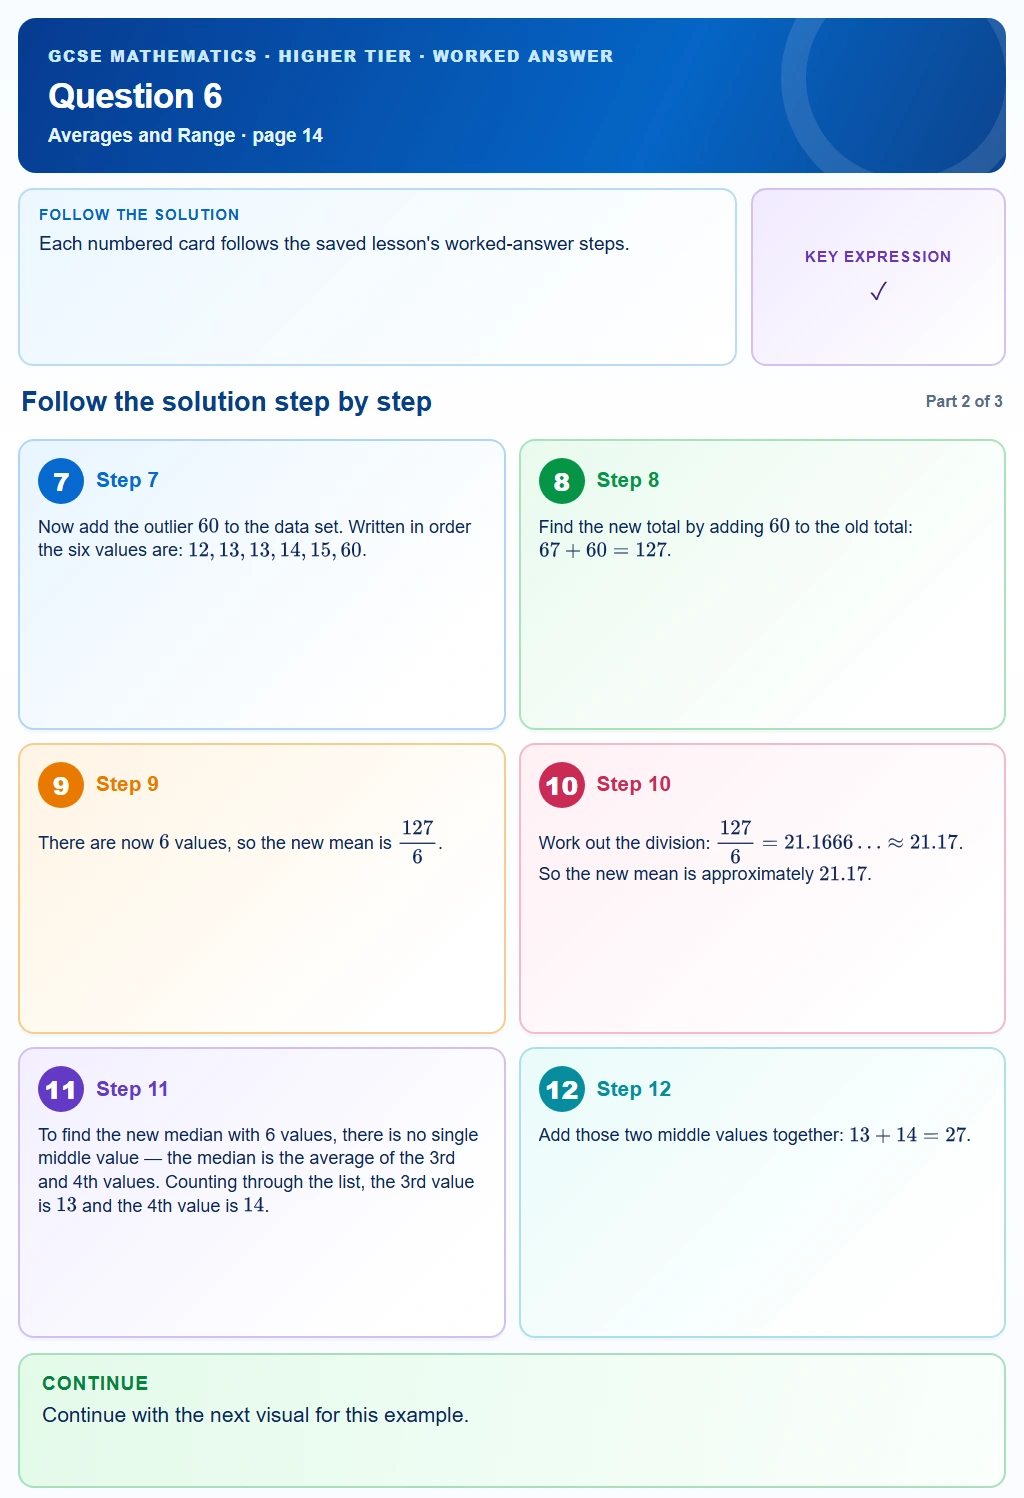 GCSE MATHEMATICS · HIGHER TIER · WORKED ANSWER
Question 6
Averages and Range · page 14
FOLLOW THE SOLUTION
Each numbered card follows the saved lesson's worked-answer steps.
KEY EXPRESSION
✓
Follow the solution step by step
Part 2 of 3
7 Step 7
Now add the outlier 60 to the data set. Written in order
the six values are: 12, 13, 13, 14, 15, 60.
8 Step 8
Find the new total by adding 60 to the old total:
67 + 60 = 127.
9 Step 9
There are now 6 values, so the new mean is 127/6.
10 Step 10
Work out the division: 127/6 = 21.1666... ≈ 21.17.
So the new mean is approximately 21.17.
11 Step 11
To find the new median with 6 values, there is no single
middle value — the median is the average of the 3rd
and 4th values. Counting through the list, the 3rd value
is 13 and the 4th value is 14.
12 Step 12
Add those two middle values together: 13 + 14 = 27.
CONTINUE
Continue with the next visual for this example.